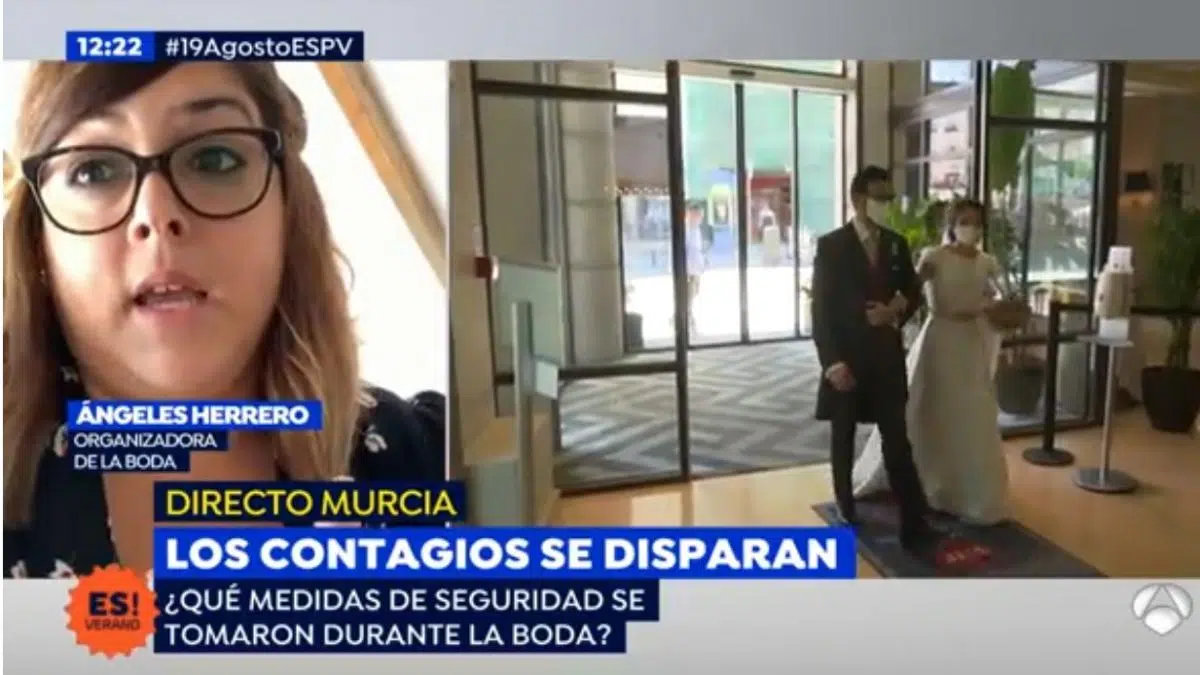 12:22 #19AgostoESPV
ÁNGELES HERRERO
ORGANIZADORA
DE LA BODA
DIRECTO MURCIA
LOS CONTAGIOS SE DISPARAN
¿QUÉ MEDIDAS DE SEGURIDAD SE
TOMARON DURANTE LA BODA?
ES!
VERANO